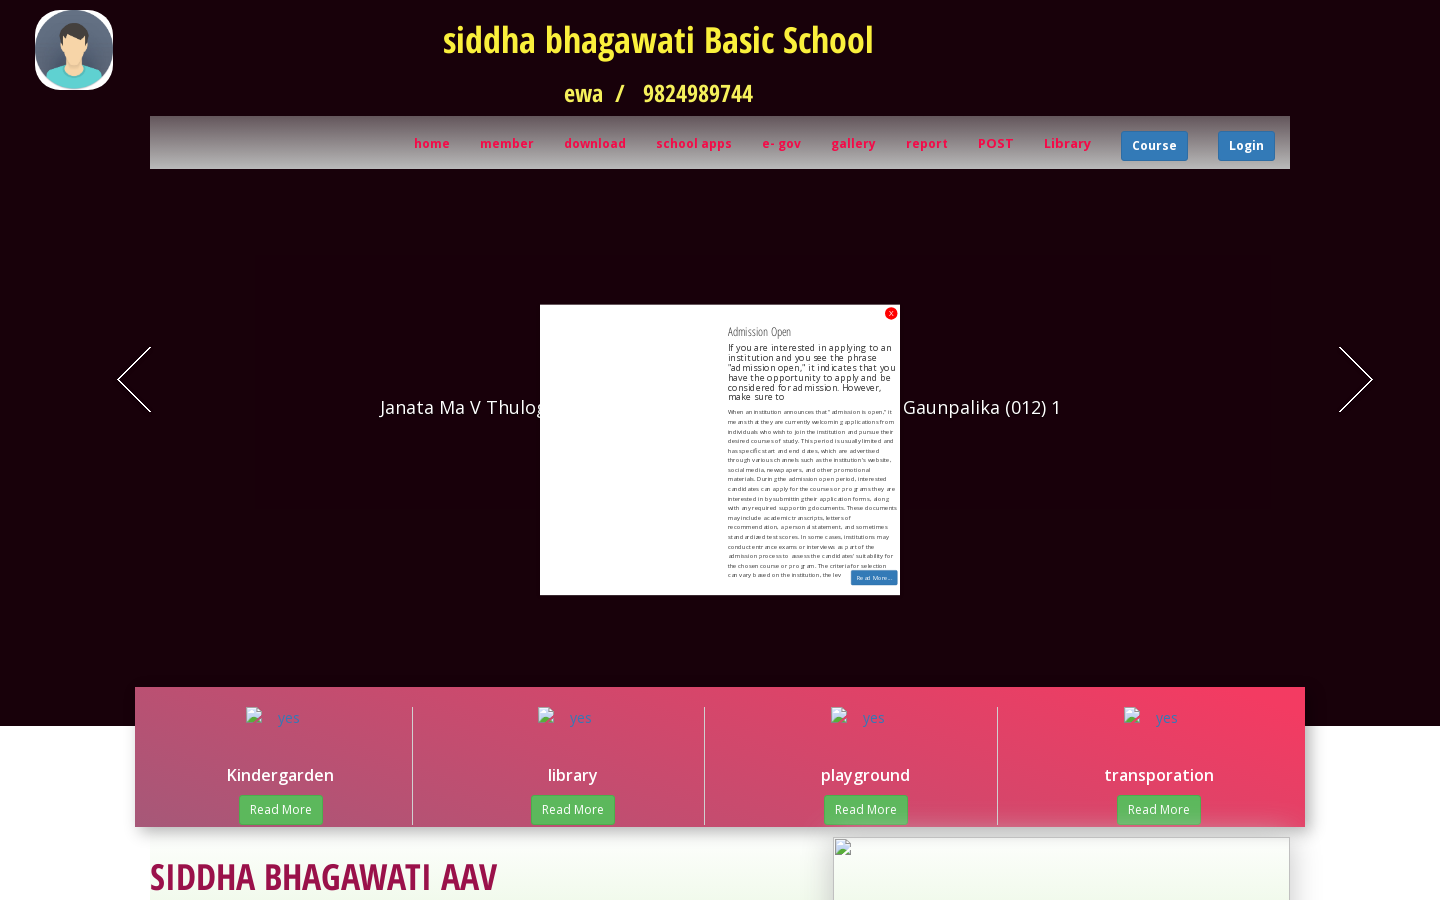 siddha bhagawati Basic School
ewa / 9824989744
home member download school apps e- gov gallery report POST Library Course Login
X
Admission Open
If you are interested in applying to an
institution and you see the phrase
"admission open," it indicates that you
have the opportunity to apply and be
considered for admission. However,
make sure to
When an institution announces that "admission is open," it
means that they are currently welcoming applications from
individuals who wish to join the institution and pursue their
desired courses of study. This period is usually limited and
has specific start and end dates, which are advertised
through various channels such as the institution's website,
social media, newspapers, and other promotional
materials. During the admission open period, interested
candidates can apply for the courses or programs they are
interested in by submitting their application forms, along
with any required supporting documents. These documents
may include academic transcripts, letters of
recommendation, a personal statement, and sometimes
standardized test scores. In some cases, institutions may
conduct entrance exams or interviews as part of the
admission process to assess the candidates' suitability for
the chosen course or program. The criteria for selection
can vary based on the institution, the lev
Read More...
Janata Ma V Thulog Gaunpalika (012) 1
yes yes yes yes
Kindergarden library playground transporation
Read More Read More Read More Read More
SIDDHA BHAGAWATI AAV